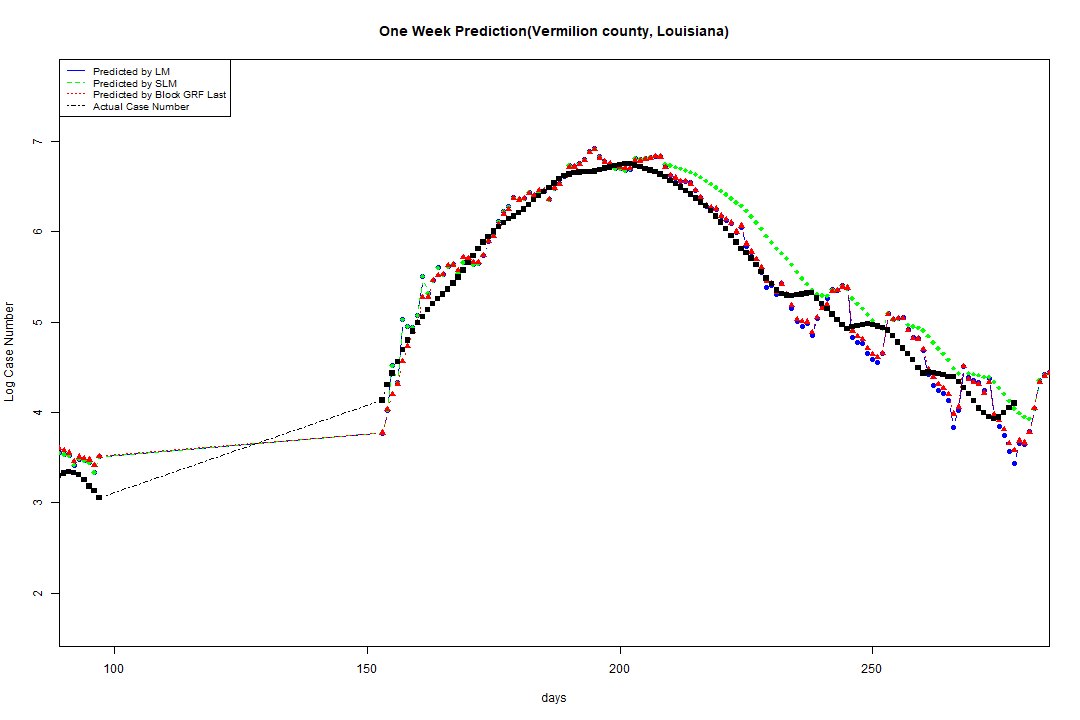 One Week Prediction(Vermilion county, Louisiana)
Predicted by LM
Predicted by SLM
Predicted by Block GRF Last
Actual Case Number
7
6
5
4
3
2
Log Case Number
100 150 200 250
days